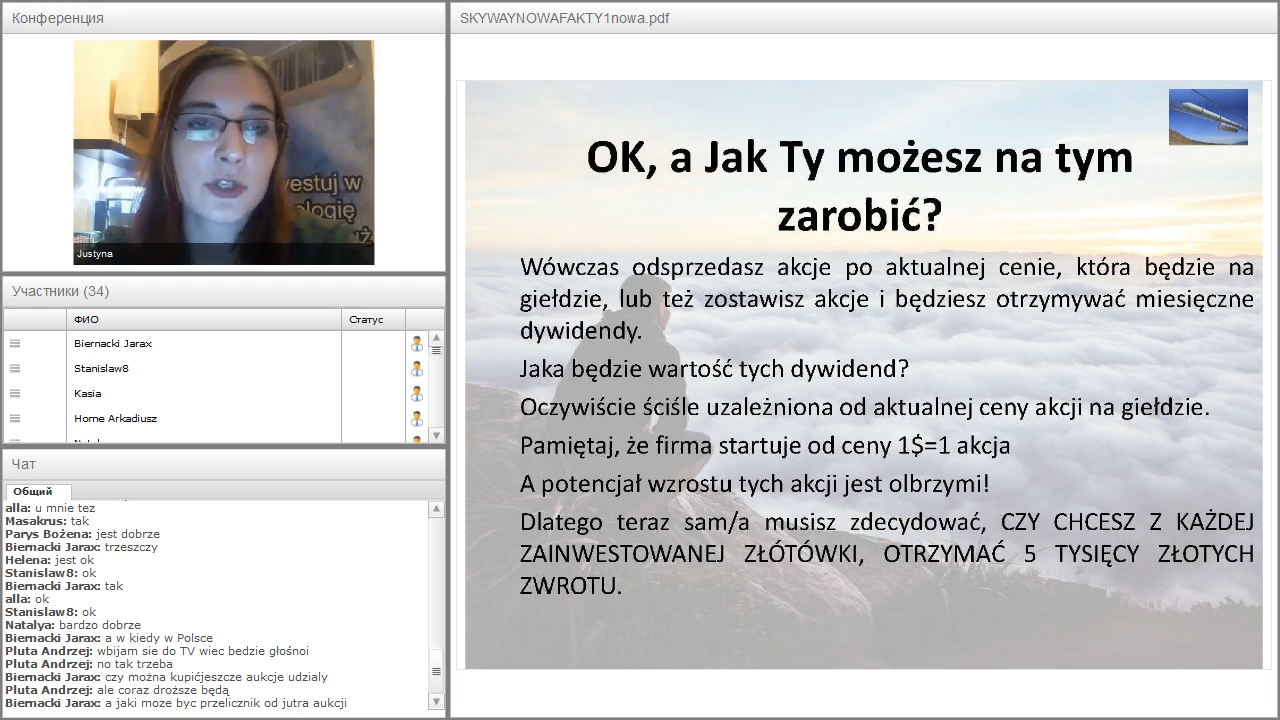 Конференция
SKYWAYNOWAFAKTY1nowa.pdf
estuj w
ologię
Justyna
Участники (34)
ФИО
Статус
Biernacki Jarax
Stanislaw8
Kasia
Home Arkadiusz
Чат
Общий
alla: u mnie tez
Masakrus: tak
Parys Bożena: jest dobrze
Biernacki Jarax: trzeszczy
Helena: jest ok
Stanislaw8: ok
Biernacki Jarax: tak
alla: ok
Stanislaw8: ok
Natalya: bardzo dobrze
Biernacki Jarax: a w kiedy w Polsce
Pluta Andrzej: wbijam sie do TV wiec bedzie głośnoi
Pluta Andrzej: no tak trzeba
Biernacki Jarax: czy można kupićjeszcze aukcje udzialy
Pluta Andrzej: ale coraz droższe będą
Biernacki Jarax: a jaki moze byc przelicznik od jutra aukcji
OK, a Jak Ty możesz na tym
zarobić?
Wówczas odsprzedasz akcje po aktualnej cenie, która będzie na
giełdzie, lub też zostawisz akcje i będziesz otrzymywać miesięczne
dywidendy.
Jaka będzie wartość tych dywidend?
Oczywiście ściśle uzależniona od aktualnej ceny akcji na giełdzie.
Pamiętaj, że firma startuje od ceny 1$=1 akcja
A potencjał wzrostu tych akcji jest olbrzymi!
Dlatego teraz sam/a musisz zdecydować, CZY CHCESZ Z KAŻDEJ
ZAINWESTOWANEJ ZŁÓTÓWKI, OTRZYMAĆ 5 TYSIĘCY ZŁOTYCH
ZWROTU.